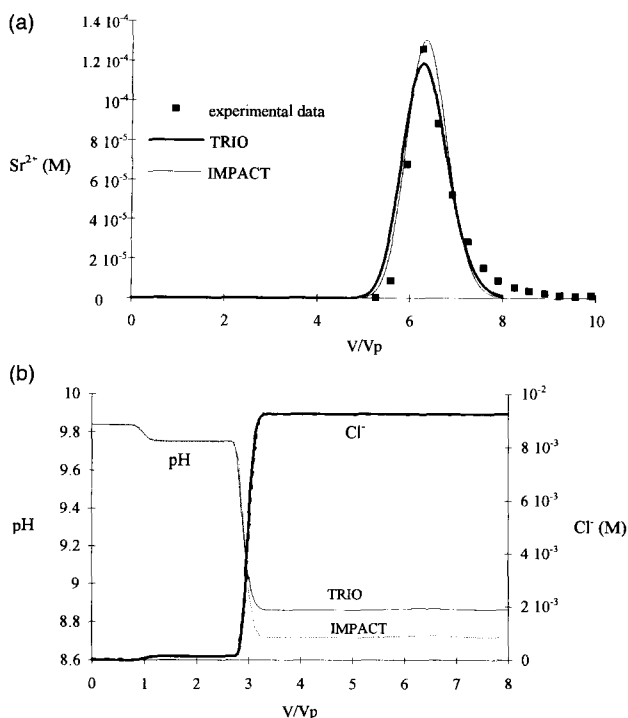 (a)
1.4 10⁻⁴
1.2 10⁻⁴
10⁻⁴
8 10⁻⁵
6 10⁻⁵
4 10⁻⁵
2 10⁻⁵
0
Sr²⁺ (M)
experimental data
TRIO
IMPACT
0 2 4 6 8 10
V/Vp
(b)
10
9.8
9.6
9.4
9.2
9
8.8
8.6
pH
pH
Cl⁻
TRIO
IMPACT
10⁻²
8 10⁻³
6 10⁻³
4 10⁻³
2 10⁻³
0
Cl⁻ (M)
0 1 2 3 4 5 6 7 8
V/Vp